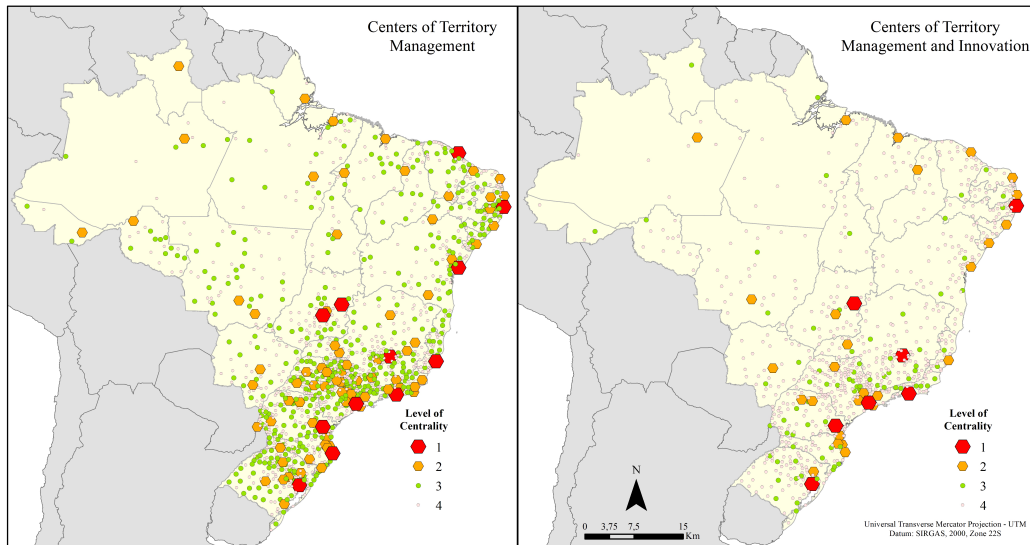 Centers of Territory
Management
Level of
Centrality
1
2
3
4
Centers of Territory
Management and Innovation
Level of
Centrality
1
2
3
4
N
0 3,75 7,5 15
Km
Universal Transverse Mercator Projection - UTM
Datum: SIRGAS, 2000, Zone 22S